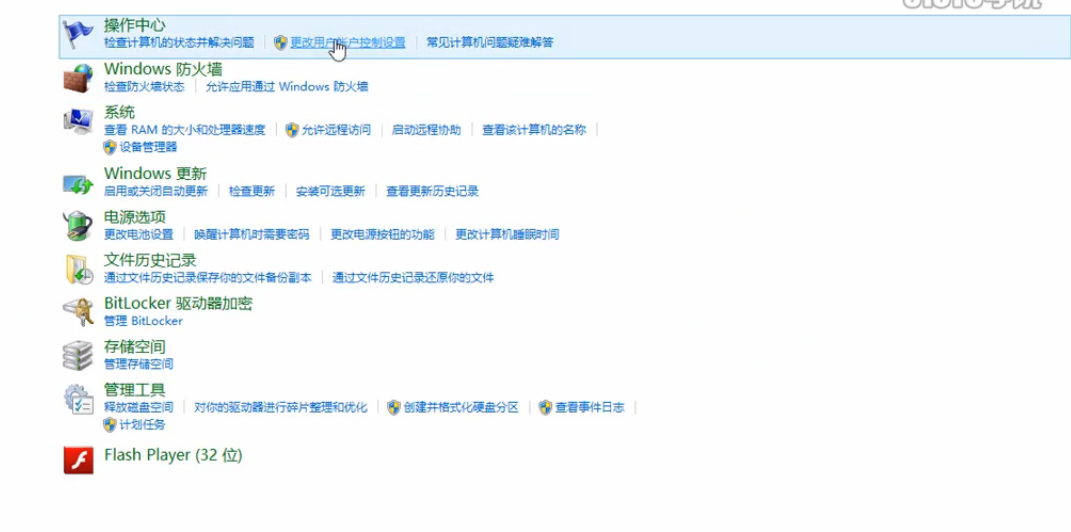 操作中心
检查计算机的状态并解决问题 更改用户帐户控制设置 常见计算机问题疑难解答
Windows 防火墙
检查防火墙状态 允许应用通过 Windows 防火墙
系统
查看 RAM 的大小和处理器速度 允许远程访问 启动远程协助 查看该计算机的名称
设备管理器
Windows 更新
启用或关闭自动更新 检查更新 安装可选更新 查看更新历史记录
电源选项
更改电池设置 唤醒计算机时需要密码 更改电源按钮的功能 更改计算机睡眠时间
文件历史记录
通过文件历史记录保存你的文件备份副本 通过文件历史记录还原你的文件
BitLocker 驱动器加密
管理 BitLocker
存储空间
管理存储空间
管理工具
释放磁盘空间 对你的驱动器进行碎片整理和优化 创建并格式化硬盘分区 查看事件日志
计划任务
Flash Player (32 位)